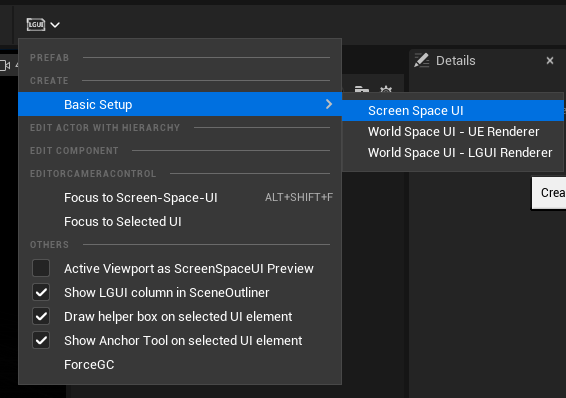 LGUI
Details
PREFAB
CREATE
Basic Setup
Screen Space UI
World Space UI - UE Renderer
World Space UI - LGUI Renderer
EDIT ACTOR WITH HIERARCHY
EDIT COMPONENT
EDITORCAMERACONTROL
Focus to Screen-Space-UI ALT+SHIFT+F
Crea
Focus to Selected UI
OTHERS
Active Viewport as ScreenSpaceUI Preview
Show LGUI column in SceneOutliner
Draw helper box on selected UI element
Show Anchor Tool on selected UI element
ForceGC